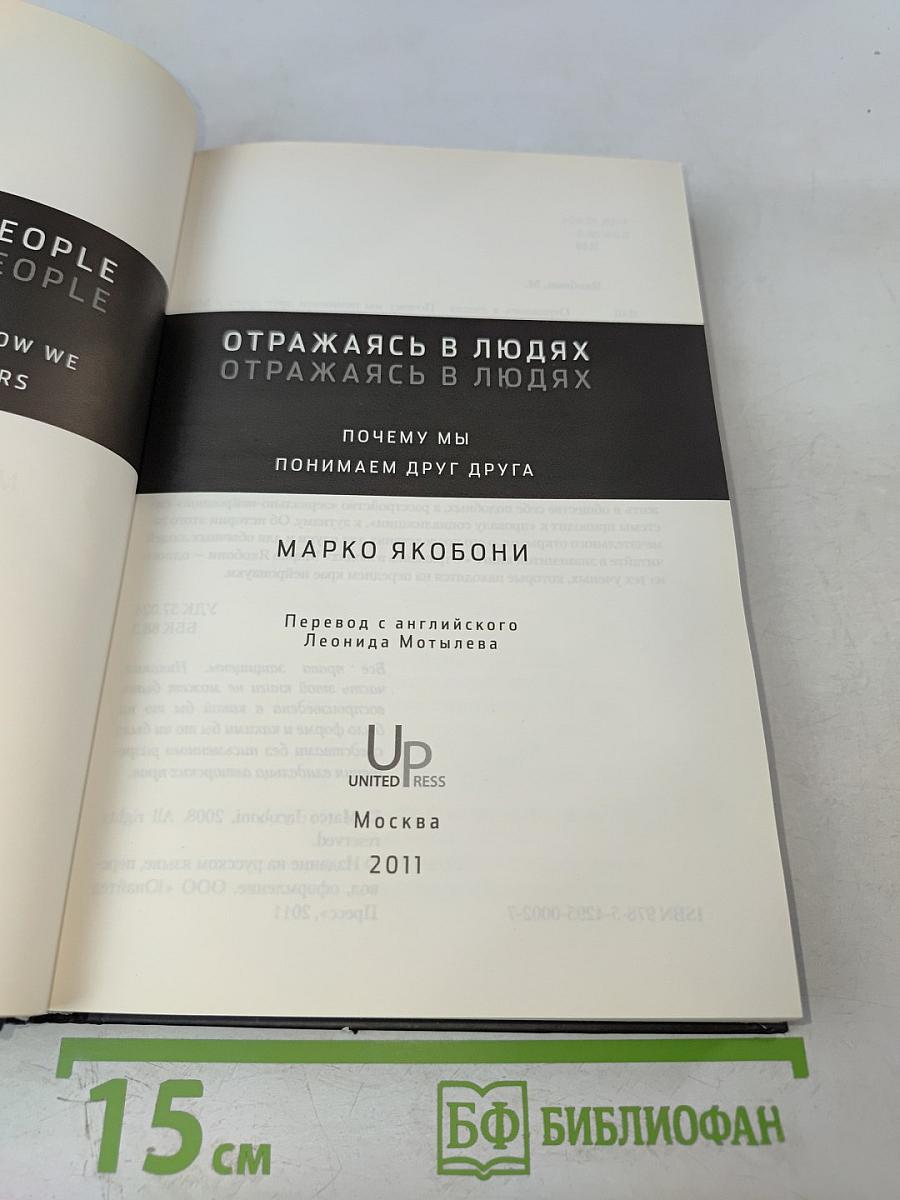 EOPLE
EOPLE
OW WE
RS
ОТРАЖАЯСЬ В ЛЮДЯХ
ОТРАЖАЯСЬ В ЛЮДЯХ
ПОЧЕМУ МЫ
ПОНИМАЕМ ДРУГ ДРУГА
МАРКО ЯКОБОНИ
Перевод с английского
Леонида Мотылева
UP
UNITED PRESS
Москва
2011
15 см
БФ БИБЛИОФАН